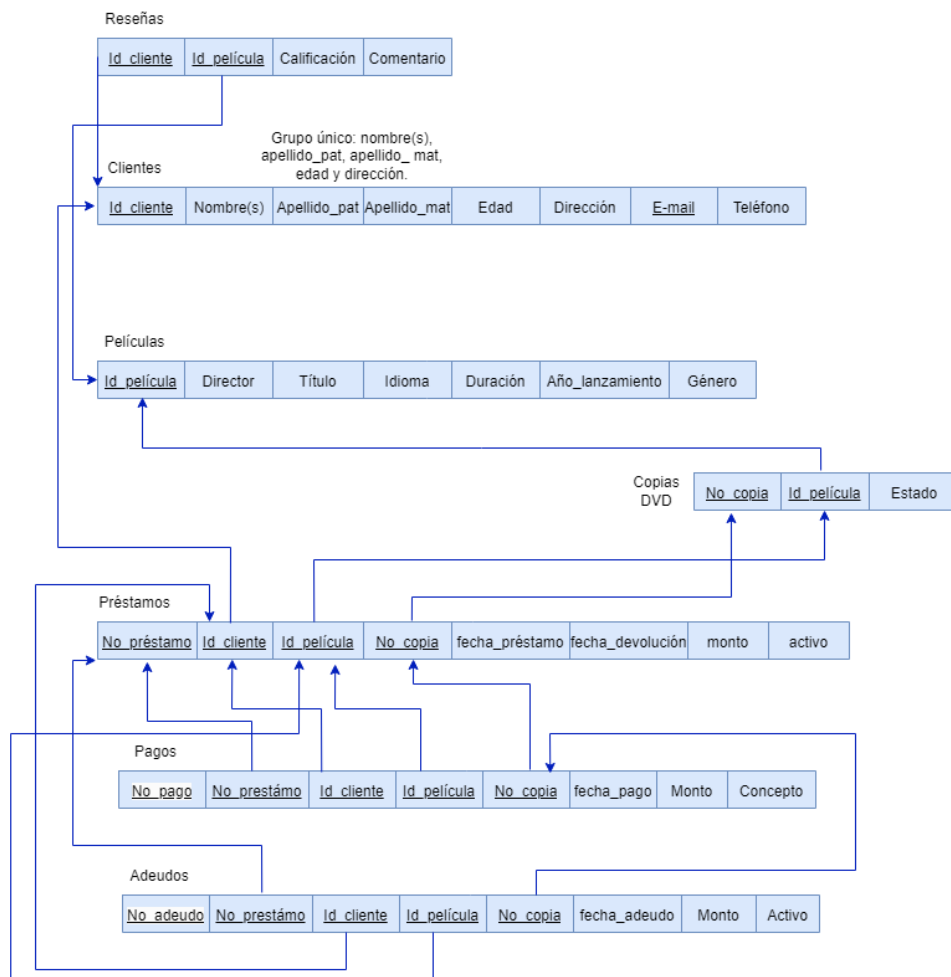 Reseñas
Id_cliente Id_película Calificación Comentario
Grupo único: nombre(s),
apellido_pat, apellido_ mat,
edad y dirección.
Clientes
Id_cliente Nombre(s) Apellido_pat Apellido_mat Edad Dirección E-mail Teléfono
Películas
Id_película Director Título Idioma Duración Año_lanzamiento Género
Copias
DVD
No_copia Id_película Estado
Préstamos
No_préstamo Id_cliente Id_película No_copia fecha_préstamo fecha_devolución monto activo
Pagos
No_pago No_prestámo Id_cliente Id_película No_copia fecha_pago Monto Concepto
Adeudos
No_adeudo No_prestámo Id_cliente Id_película No_copia fecha_adeudo Monto Activo